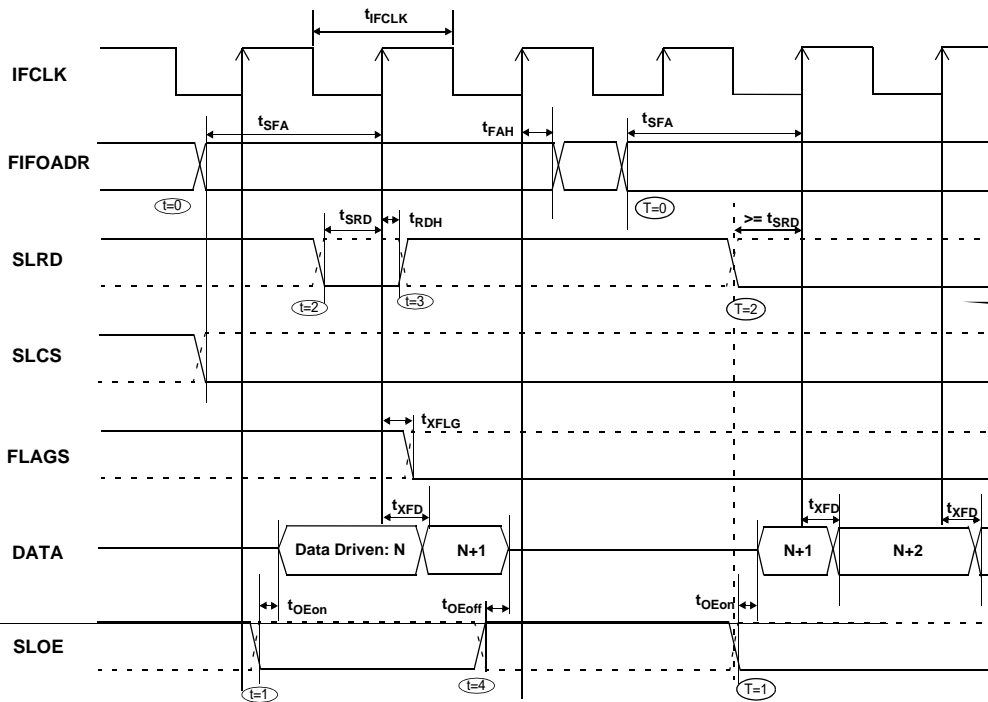 tIFCLK
IFCLK
tSFA
tFAH
tSFA
FIFOADR
t=0
T=0
tSRD
tRDH
>= tSRD
SLRD
t=2
t=3
T=2
SLCS
tXFLG
FLAGS
tXFD
tXFD
tXFD
DATA
Data Driven: N
N+1
N+1
N+2
tOEon
tOEoff
tOEon
SLOE
t=1
t=4
T=1